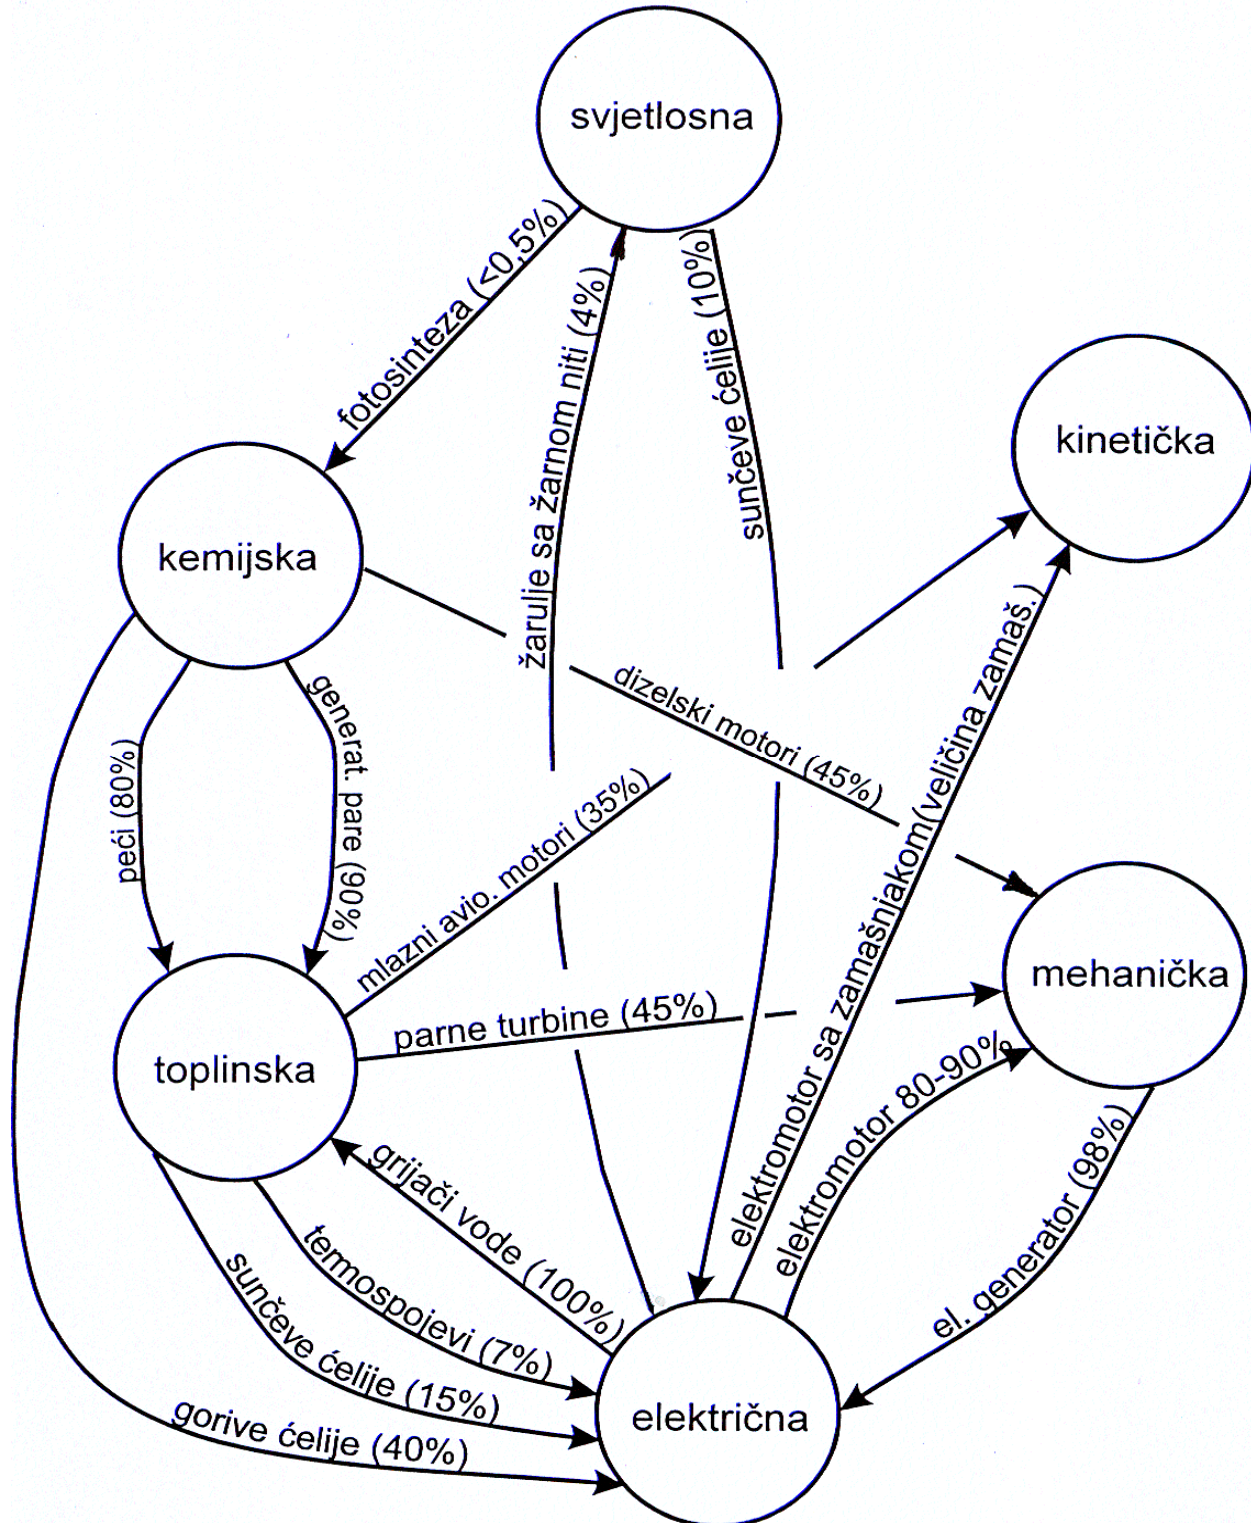 svjetlosna
fotosinteza (<0,5%)
žarulje sa žarnom niti (4%)
sunčeve ćelije (10%)
kinetička
kemijska
dizelski motori (45%)
elektromotor sa zamašnjakom(veličina zamaš.)
peći (80%)
generat. pare (90%)
mlazni avio. motori (35%)
mehanička
parne turbine (45%)
toplinska
elektromotor 80-90%
grijači vode (100%)
termospojevi (7%)
sunčeve ćelije (15%)
gorive ćelije (40%)
el. generator (98%)
električna